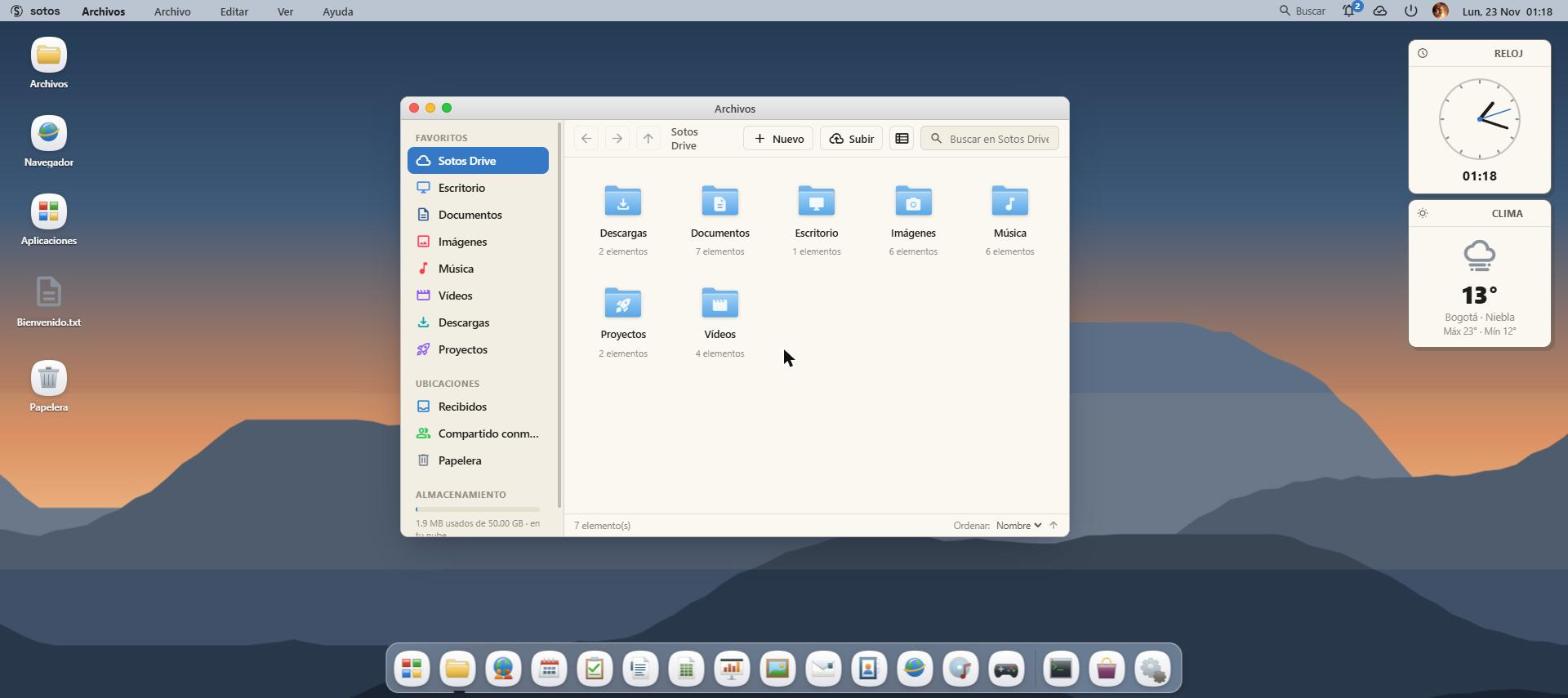 sotos Archivos Archivo Editar Ver Ayuda
Buscar 2 Lun, 23 Nov 01:18
Archivos
Navegador
Aplicaciones
Bienvenido.txt
Papelera
Archivos
FAVORITOS
Sotos Drive
Escritorio
Documentos
Imágenes
Música
Vídeos
Descargas
Proyectos
UBICACIONES
Recibidos
Compartido conm...
Papelera
ALMACENAMIENTO
1.9 MB usados de 50.00 GB · en
tu nube
Sotos
Drive
Nuevo
Subir
Buscar en Sotos Drive
Descargas
2 elementos
Documentos
7 elementos
Escritorio
1 elementos
Imágenes
6 elementos
Música
6 elementos
Proyectos
2 elementos
Vídeos
4 elementos
7 elemento(s)
Ordenar: Nombre
RELOJ
01:18
CLIMA
13°
Bogotá · Niebla
Máx 23° · Mín 12°